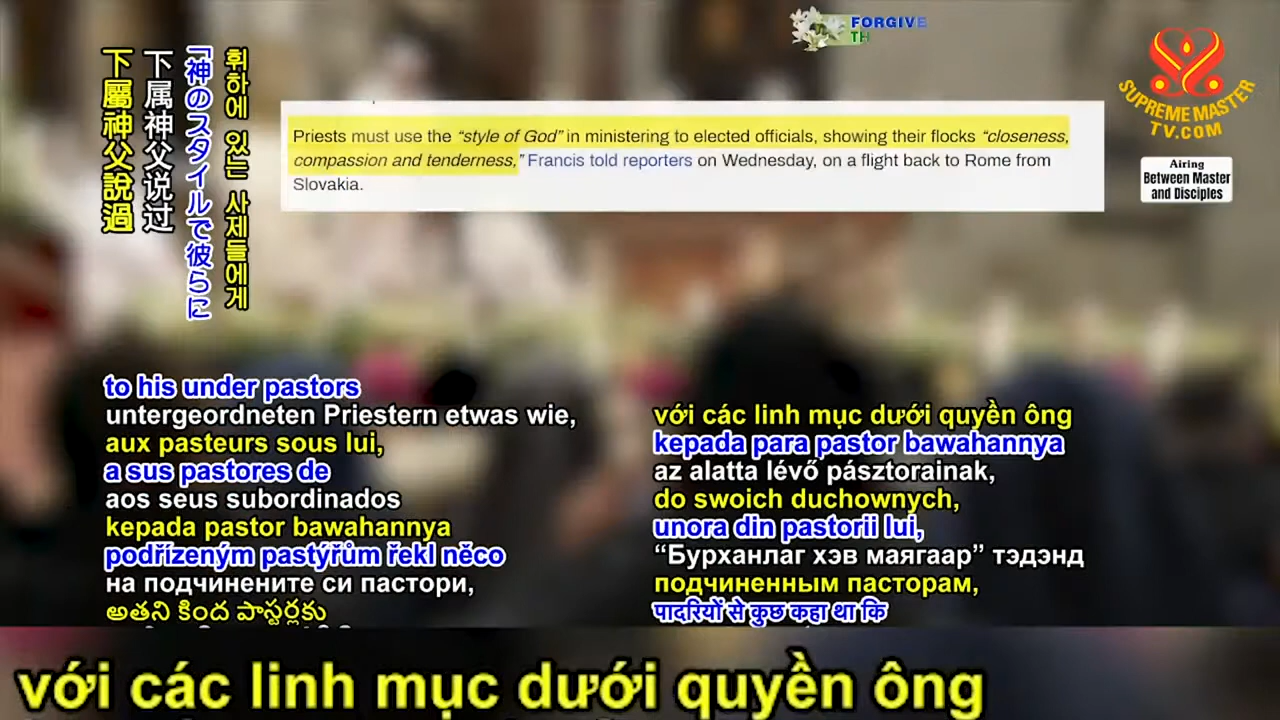 FORGIVE
TH
SUPREME MASTER
TV.COM
Airing
Between Master
and Disciples
휘하에 있는 사제들에게
「神のスタイルで彼らに
下属神父说过
下屬神父說過
Priests must use the “style of God” in ministering to elected officials, showing their flocks “closeness,
compassion and tenderness,” Francis told reporters on Wednesday, on a flight back to Rome from
Slovakia.
to his under pastors
untergeordneten Priestern etwas wie,
aux pasteurs sous lui,
a sus pastores de
aos seus subordinados
kepada pastor bawahannya
podřízeným pastýřům řekl něco
на подчинените си пастори,
అతని కింద పాస్టర్లకు
với các linh mục dưới quyền ông
kepada para pastor bawahannya
az alatta lévő pásztorainak,
do swoich duchownych,
unora din pastorii lui,
“Бурханлаг хэв маягаар” тэдэнд
подчиненным пасторам,
पादरियों से कुछ कहा था कि
với các linh mục dưới quyền ông